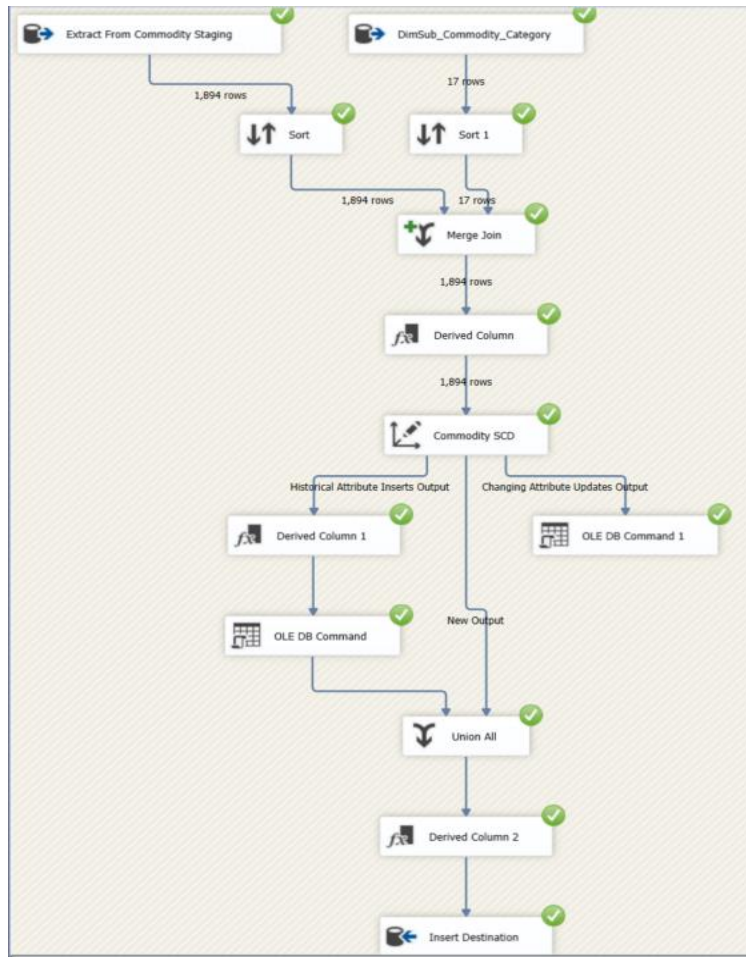 Extract From Commodity Staging
DimSub_Commodity_Category
1,894 rows
17 rows
Sort
Sort 1
1,894 rows
17 rows
Merge Join
1,894 rows
Derived Column
1,894 rows
Commodity SCD
Historical Attribute Inserts Output
Changing Attribute Updates Output
Derived Column 1
OLE DB Command 1
New Output
OLE DB Command
Union All
Derived Column 2
Insert Destination